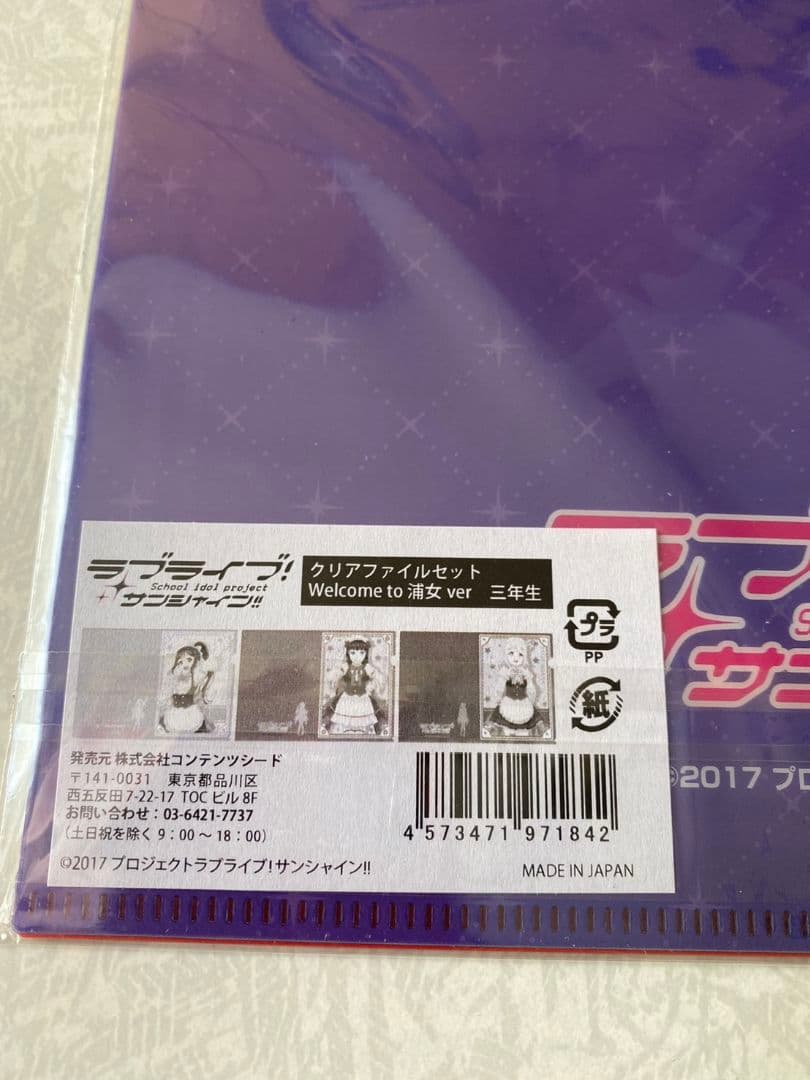 ラブライブ!
School idol project
サンシャイン!!
クリアファイルセット
Welcome to 浦女 ver 三年生
プラ
PP
紙
発売元 株式会社コンテンツシード
〒141-0031 東京都品川区
西五反田 7-22-17 TOC ビル 8F
お問い合わせ：03-6421-7737
（土日祝を除く 9：00 〜 18：00）
4 573471 971842
©2017 プロジェクトラブライブ！サンシャイン!!
MADE IN JAPAN
ラブ
S
サン
©2017 プロ